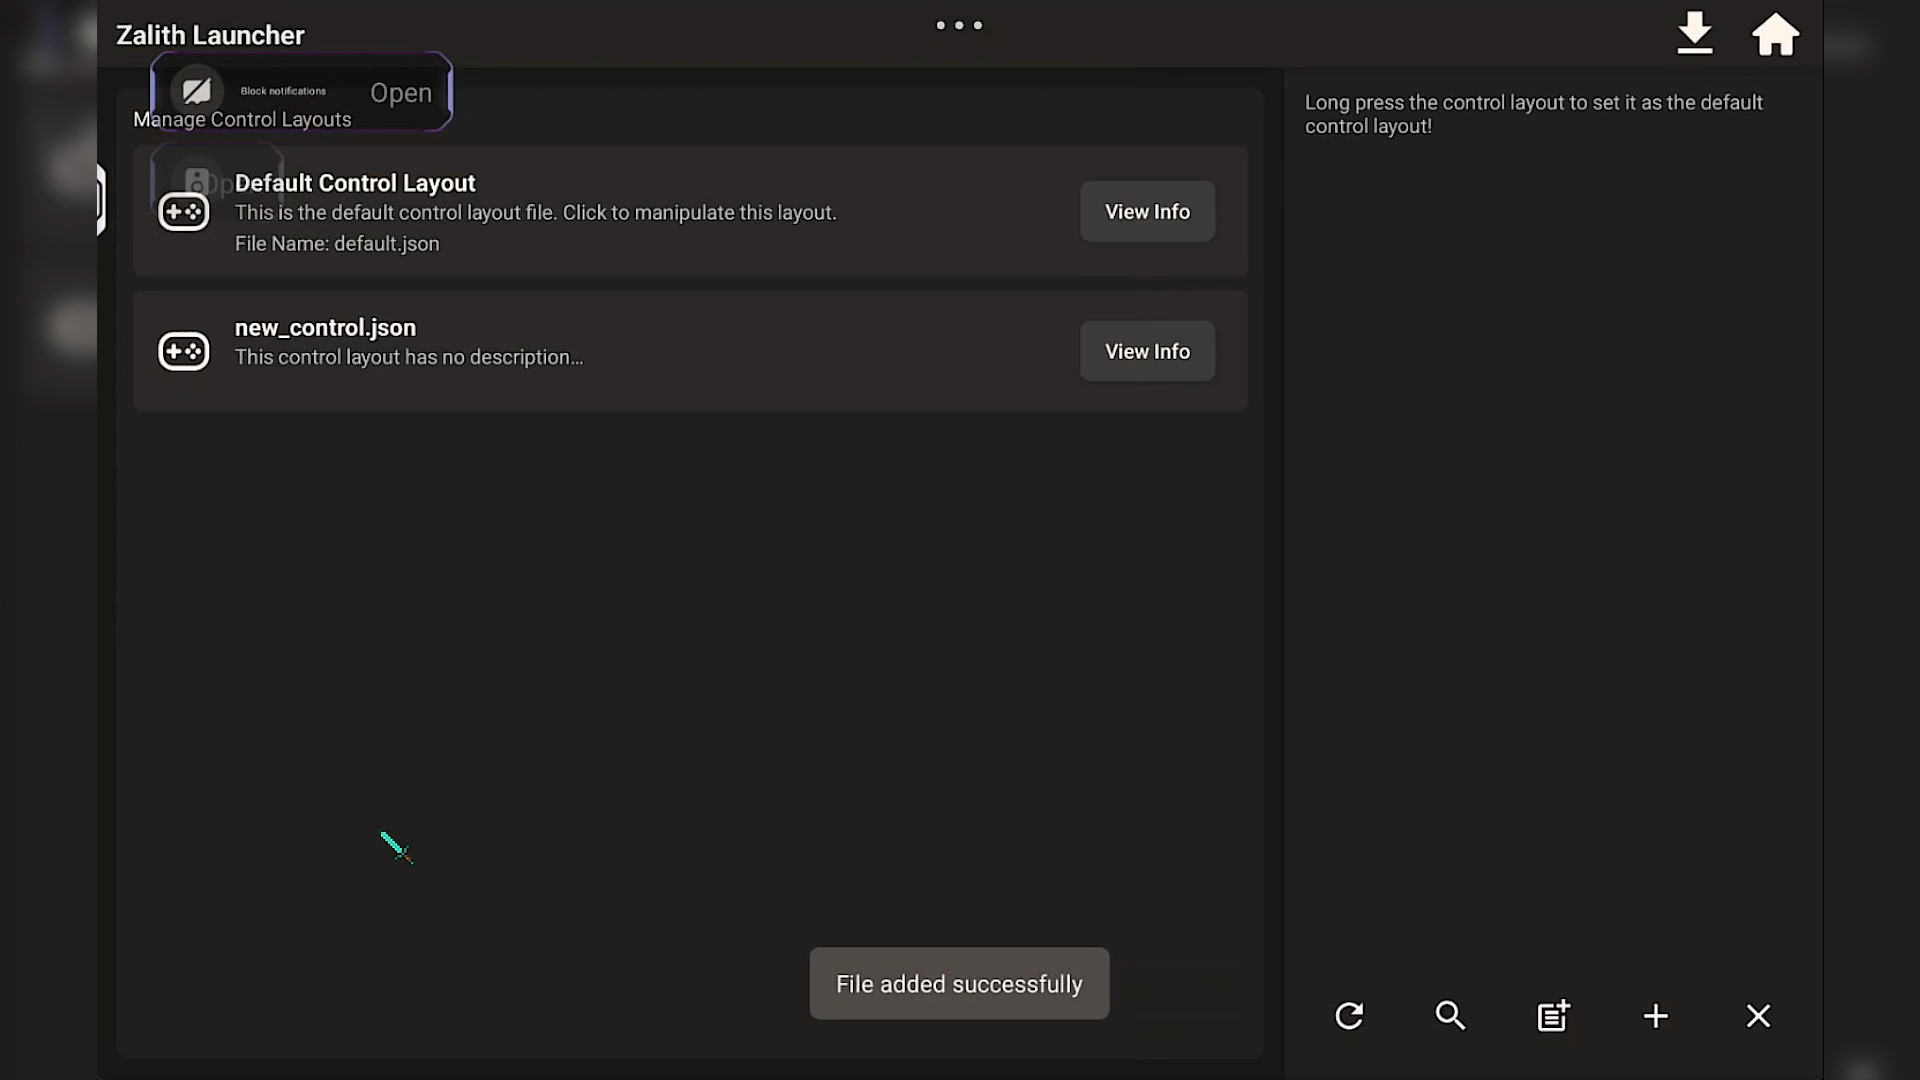 Zalith Launcher
Block notifications
Open
Manage Control Layouts
Default Control Layout
This is the default control layout file. Click to manipulate this layout.
File Name: default.json
View Info
new_control.json
This control layout has no description...
View Info
Long press the control layout to set it as the default
control layout!
File added successfully